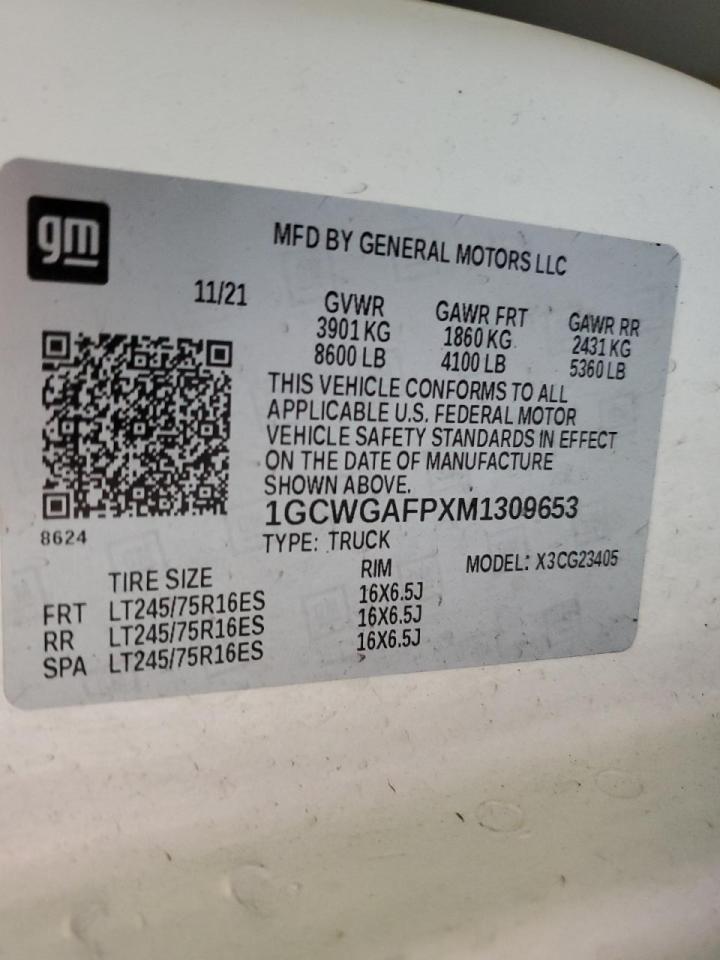 gm
MFD BY GENERAL MOTORS LLC
11/21 GVWR GAWR FRT GAWR RR
3901 KG 1860 KG 2431 KG
8600 LB 4100 LB 5360 LB
THIS VEHICLE CONFORMS TO ALL
APPLICABLE U.S. FEDERAL MOTOR
VEHICLE SAFETY STANDARDS IN EFFECT
ON THE DATE OF MANUFACTURE
SHOWN ABOVE.
8624
1GCWGAFPXM1309653
TYPE: TRUCK
MODEL: X3CG23405
TIRE SIZE RIM
FRT LT245/75R16ES 16X6.5J
RR LT245/75R16ES 16X6.5J
SPA LT245/75R16ES 16X6.5J